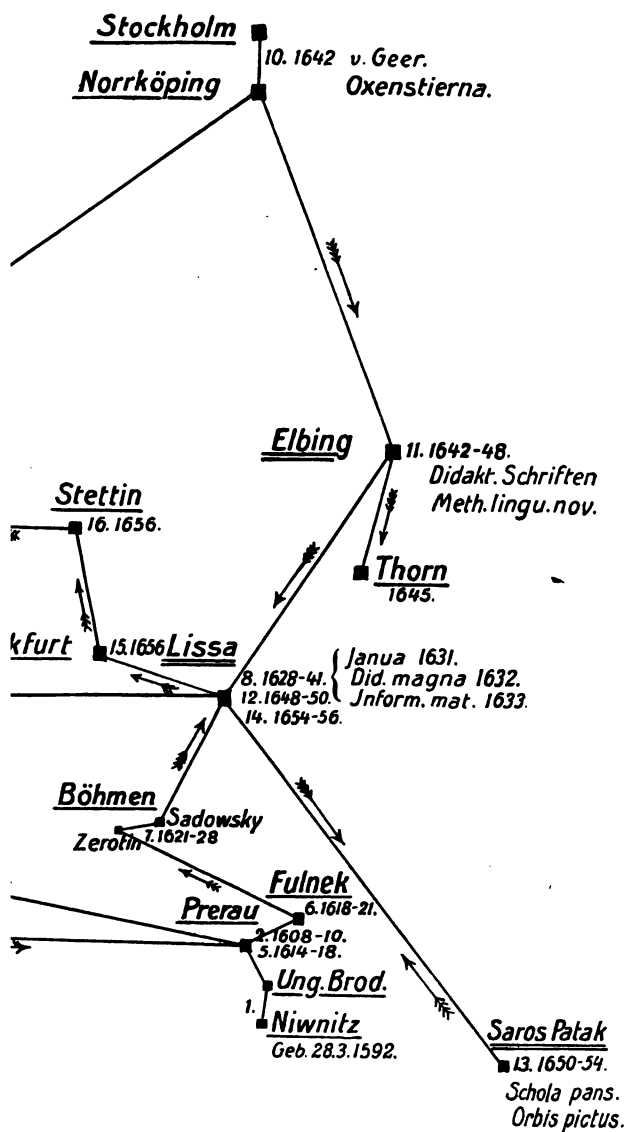 Stockholm
10. 1642 v. Geer.
Norrköping Oxenstierna.
Elbing 11. 1642-48.
Didakt. Schriften
Stettin Meth. lingu. nov.
16. 1656.
Thorn
1645.
kfurt 15. 1656 Lissa
8. 1628-41. { Janua 1631.
12. 1648-50. Did. magna 1632.
14. 1654-56. Jnform. mat. 1633.
Böhmen
Sadowsky
Zerotin 7. 1621-28
Fulnek
6. 1618-21.
Prerau
2. 1608-10.
5. 1614-18.
Ung. Brod.
1.
Niwnitz
Geb. 28.3. 1592.
Saros Patak
13. 1650-54.
Schola pans.
Orbis pictus.